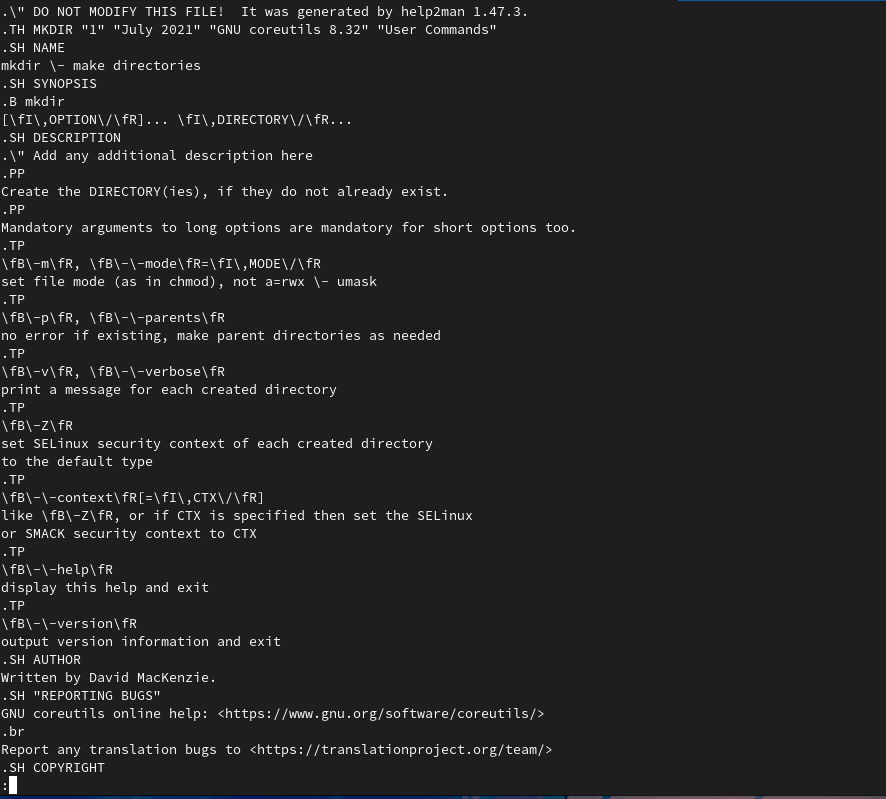 .\" DO NOT MODIFY THIS FILE!  It was generated by help2man 1.47.3.
.TH MKDIR "1" "July 2021" "GNU coreutils 8.32" "User Commands"
.SH NAME
mkdir \- make directories
.SH SYNOPSIS
.B mkdir
[\fI\,OPTION\/\fR]... \fI\,DIRECTORY\/\fR...
.SH DESCRIPTION
.\" Add any additional description here
.PP
Create the DIRECTORY(ies), if they do not already exist.
.PP
Mandatory arguments to long options are mandatory for short options too.
.TP
\fB\-m\fR, \fB\-\-mode\fR=\fI\,MODE\/\fR
set file mode (as in chmod), not a=rwx \- umask
.TP
\fB\-p\fR, \fB\-\-parents\fR
no error if existing, make parent directories as needed
.TP
\fB\-v\fR, \fB\-\-verbose\fR
print a message for each created directory
.TP
\fB\-Z\fR
set SELinux security context of each created directory
to the default type
.TP
\fB\-\-context\fR[=\fI\,CTX\/\fR]
like \fB\-Z\fR, or if CTX is specified then set the SELinux
or SMACK security context to CTX
.TP
\fB\-\-help\fR
display this help and exit
.TP
\fB\-\-version\fR
output version information and exit
.SH AUTHOR
Written by David MacKenzie.
.SH "REPORTING BUGS"
GNU coreutils online help: <https://www.gnu.org/software/coreutils/>
.br
Report any translation bugs to <https://translationproject.org/team/>
.SH COPYRIGHT
: